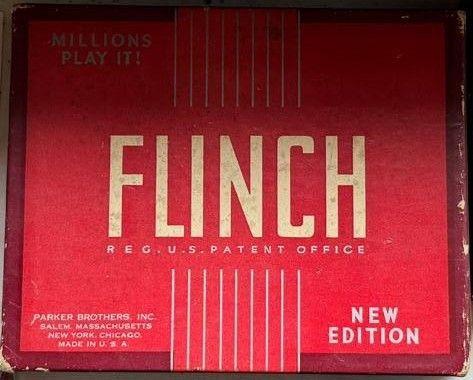 MILLIONS
PLAY IT!
FLINCH
REG. U.S. PATENT OFFICE
PARKER BROTHERS, INC.
SALEM, MASSACHUSETTS
NEW YORK, CHICAGO,
MADE IN U. S. A.
NEW
EDITION